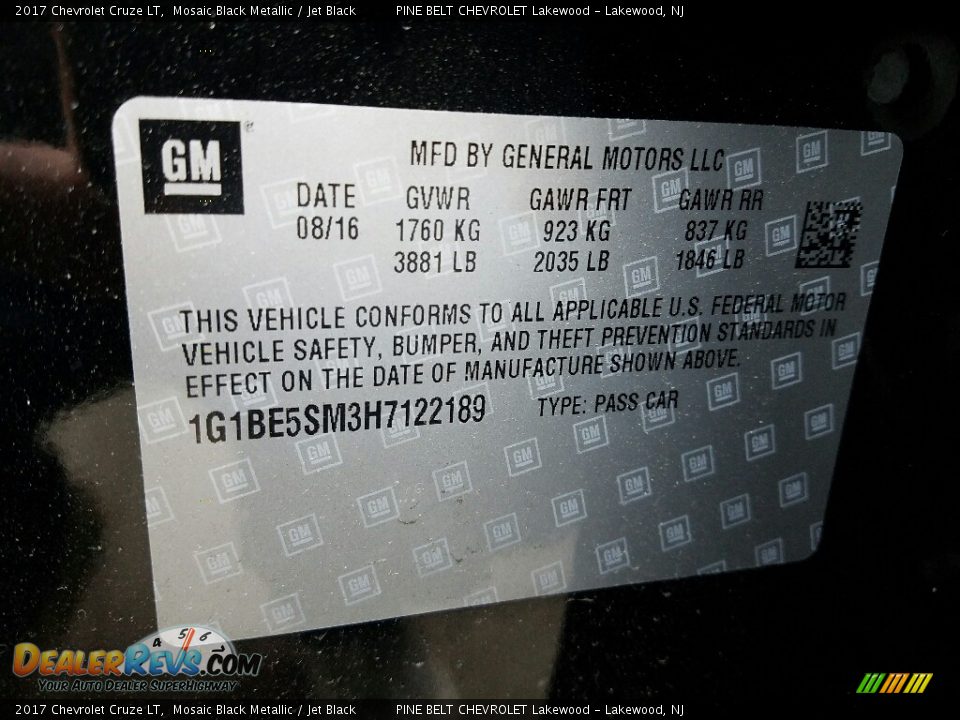 2017 Chevrolet Cruze LT, Mosaic Black Metallic / Jet Black PINE BELT CHEVROLET Lakewood - Lakewood, NJ
GM
MFD BY GENERAL MOTORS LLC
DATE GVWR GAWR FRT GAWR RR
08/16 1760 KG 923 KG 837 KG
3881 LB 2035 LB 1846 LB
THIS VEHICLE CONFORMS TO ALL APPLICABLE U.S. FEDERAL MOTOR
VEHICLE SAFETY, BUMPER, AND THEFT PREVENTION STANDARDS IN
EFFECT ON THE DATE OF MANUFACTURE SHOWN ABOVE.
1G1BE5SM3H7122189 TYPE: PASS CAR
4 5 6
DEALERREVS.COM
Your Auto Dealer SuperHighway
2017 Chevrolet Cruze LT, Mosaic Black Metallic / Jet Black PINE BELT CHEVROLET Lakewood - Lakewood, NJ